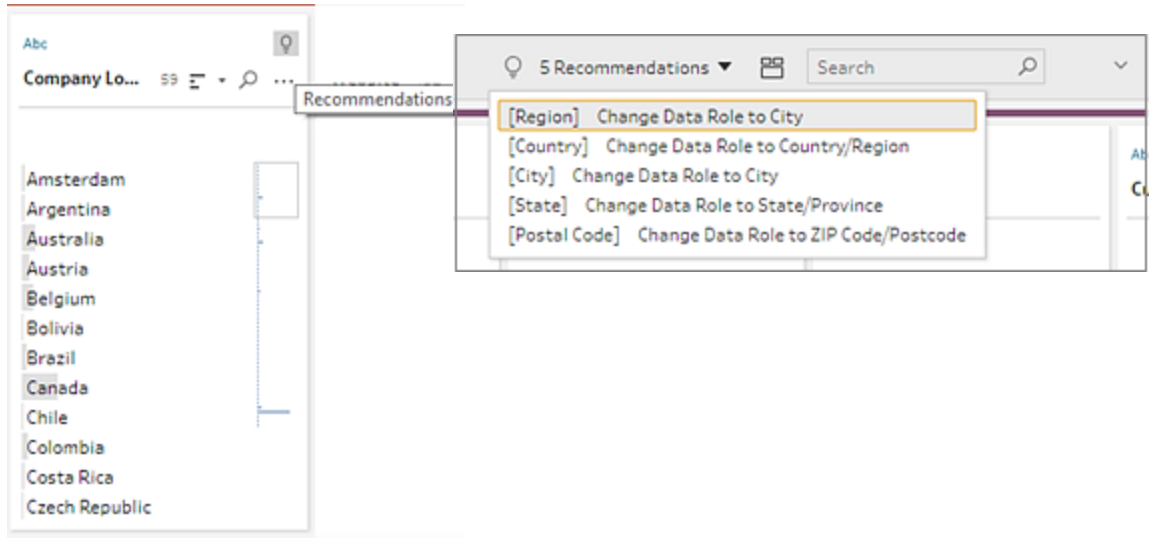 Abc
Company Lo... 59
Recommendations
Amsterdam
Argentina
Australia
Austria
Belgium
Bolivia
Brazil
Canada
Chile
Colombia
Costa Rica
Czech Republic
5 Recommendations Search
[Region] Change Data Role to City
[Country] Change Data Role to Country/Region
[City] Change Data Role to City
[State] Change Data Role to State/Province
[Postal Code] Change Data Role to ZIP Code/Postcode